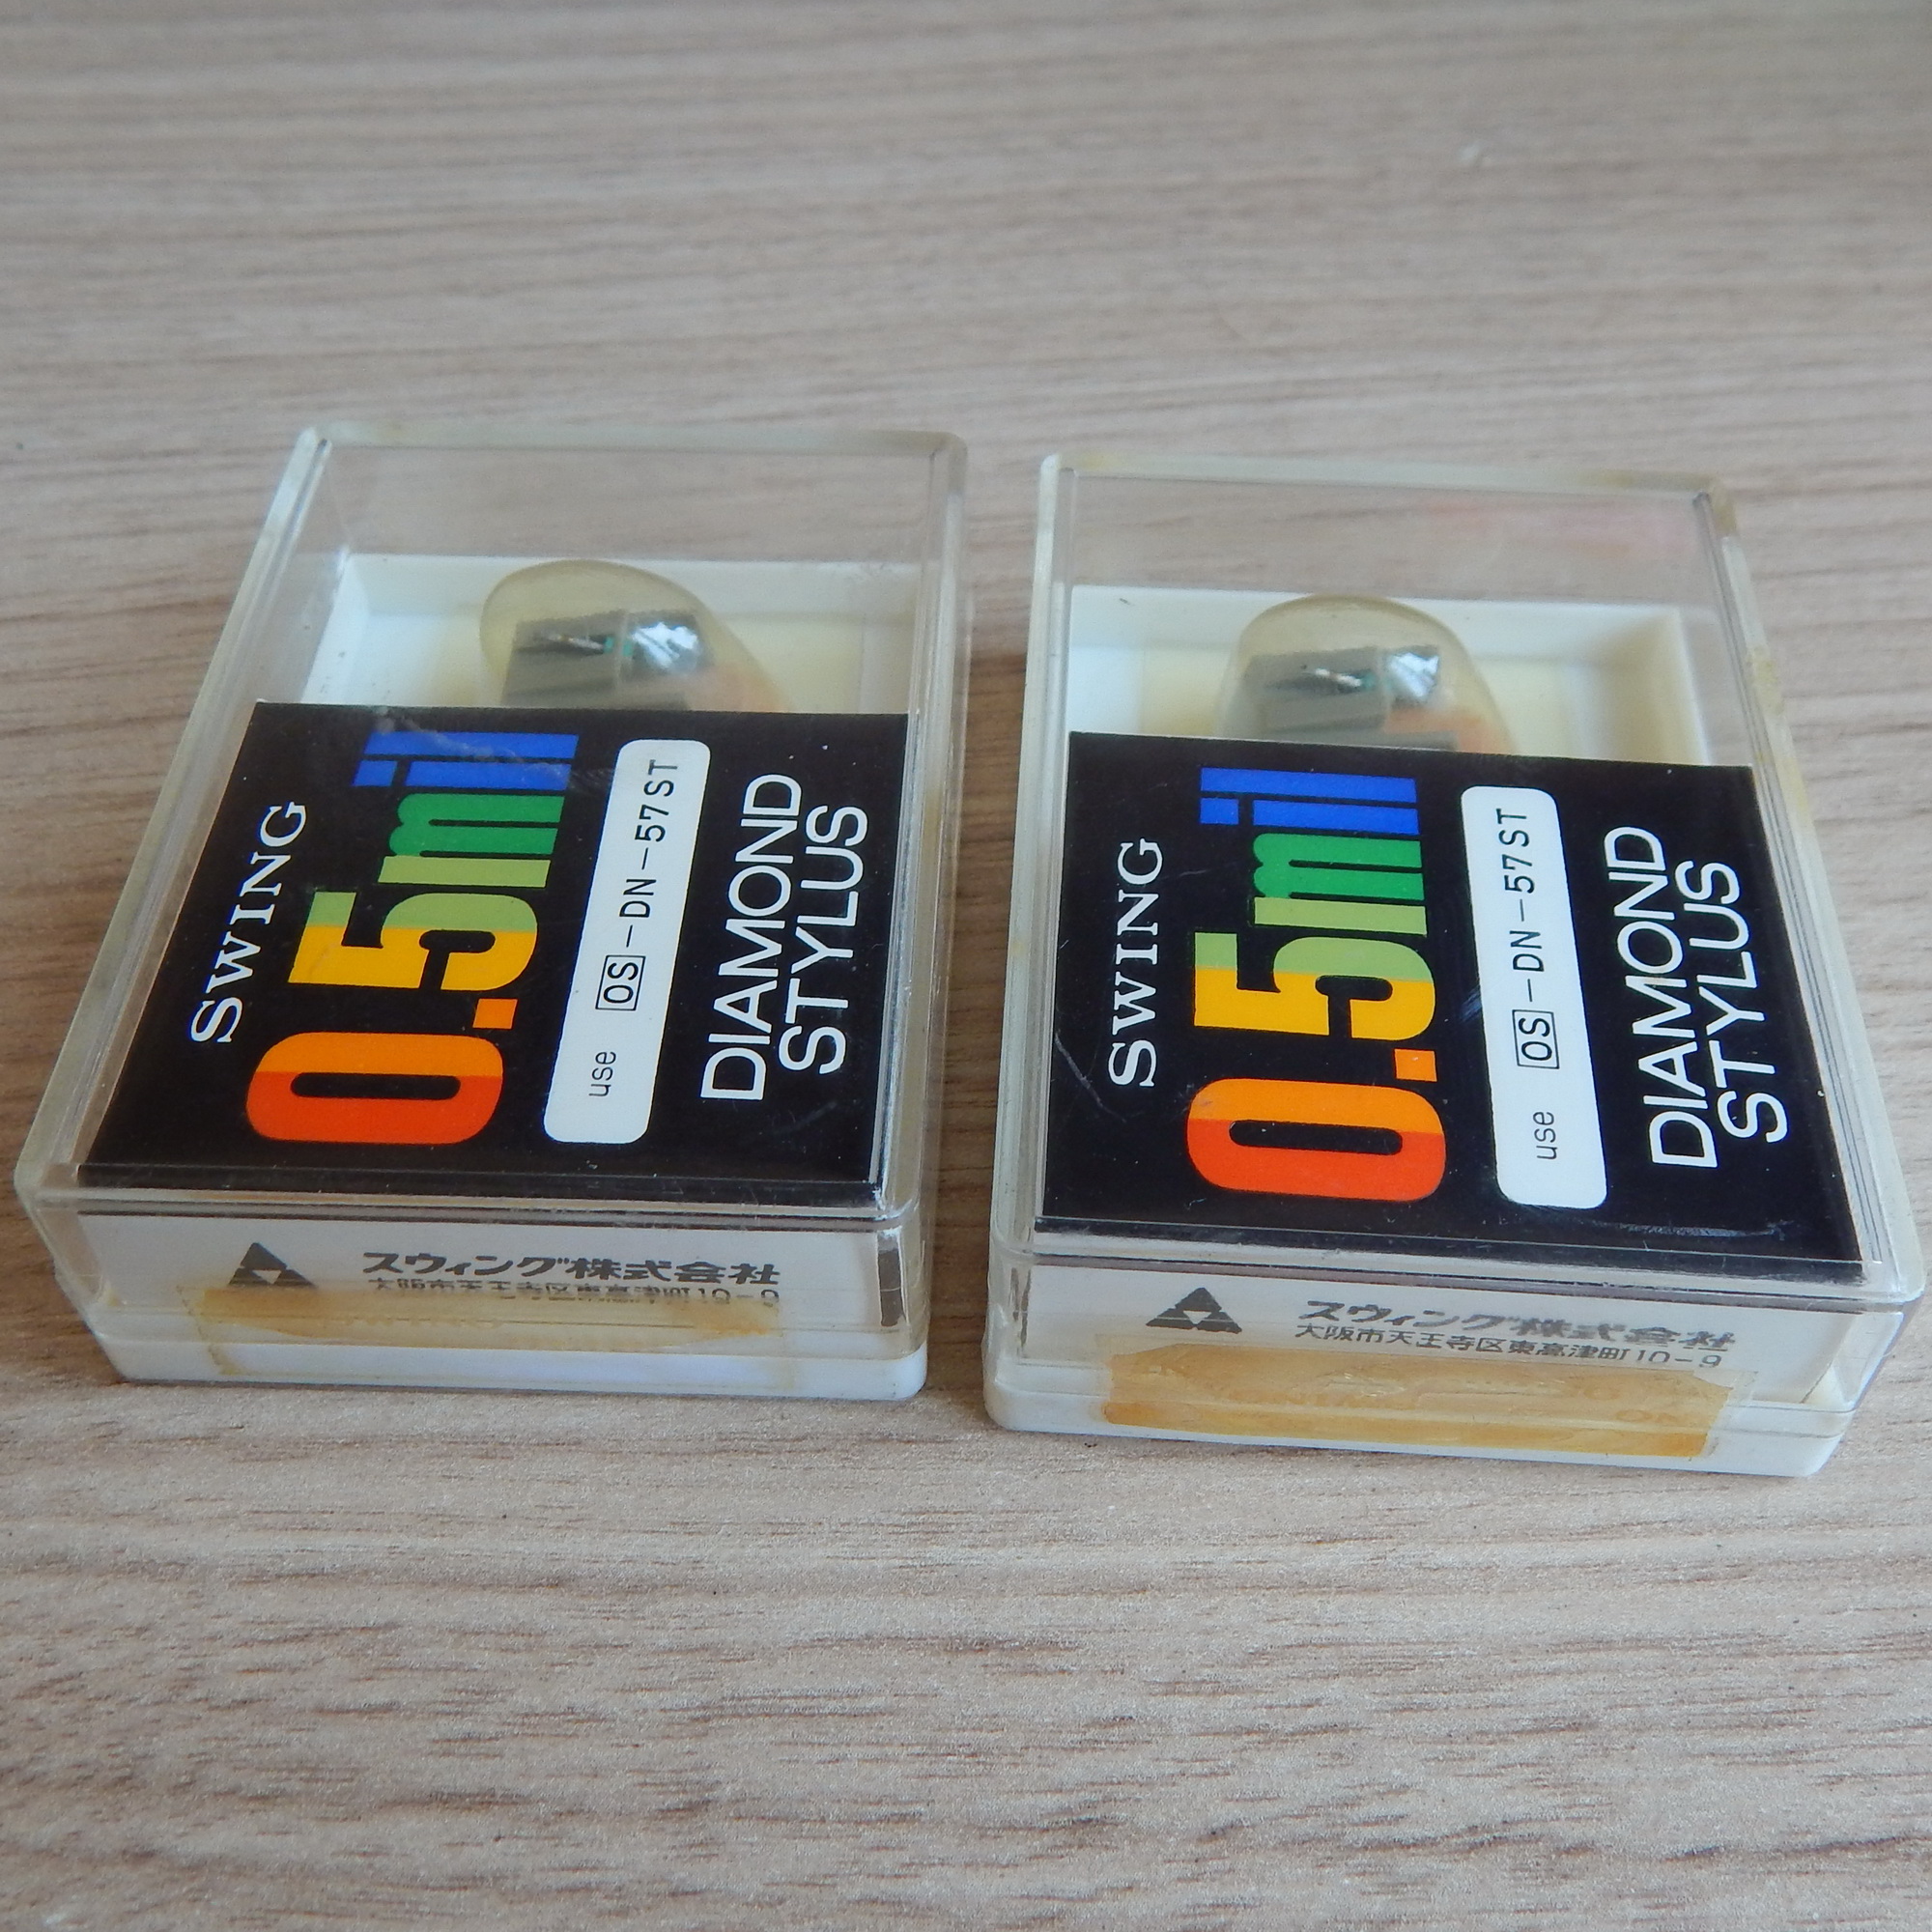 SWING
0.5mil
use OS-DN-57ST
DIAMOND
STYLUS
スウィング株式会社
大阪市天王寺区東高津町10-9
SWING
0.5mil
use OS-DN-57ST
DIAMOND
STYLUS
スウィング株式会社
大阪市天王寺区東高津町10-9